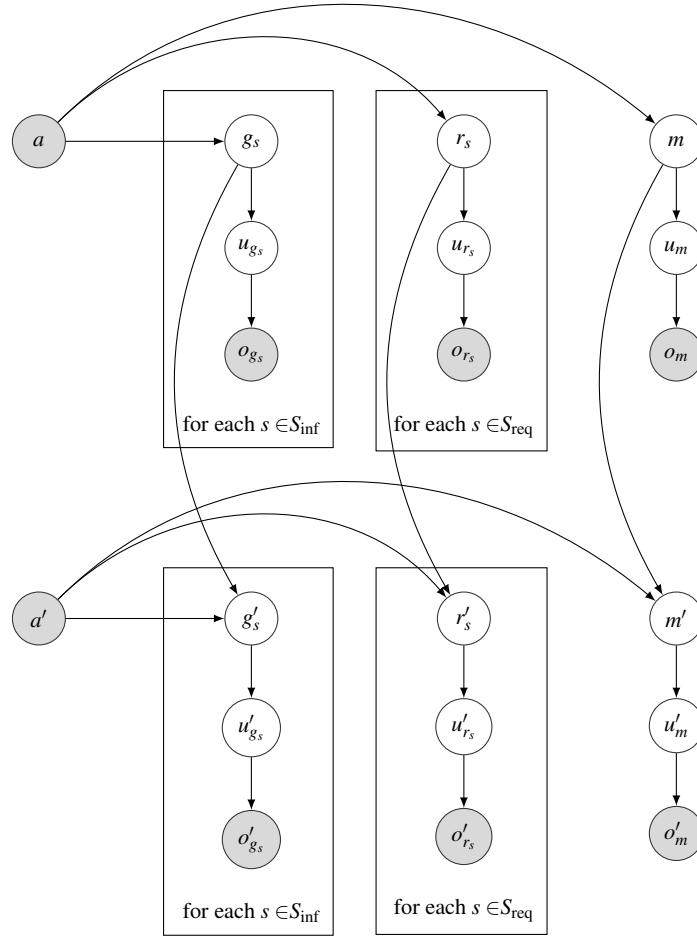 a g_s r_s m
u_{g_s} u_{r_s} u_m
o_{g_s} o_{r_s} o_m
for each s ∈S_inf for each s ∈S_req
a′ g′_s r′_s m′
u′_{g_s} u′_{r_s} u′_m
o′_{g_s} o′_{r_s} o′_m
for each s ∈S_inf for each s ∈S_req